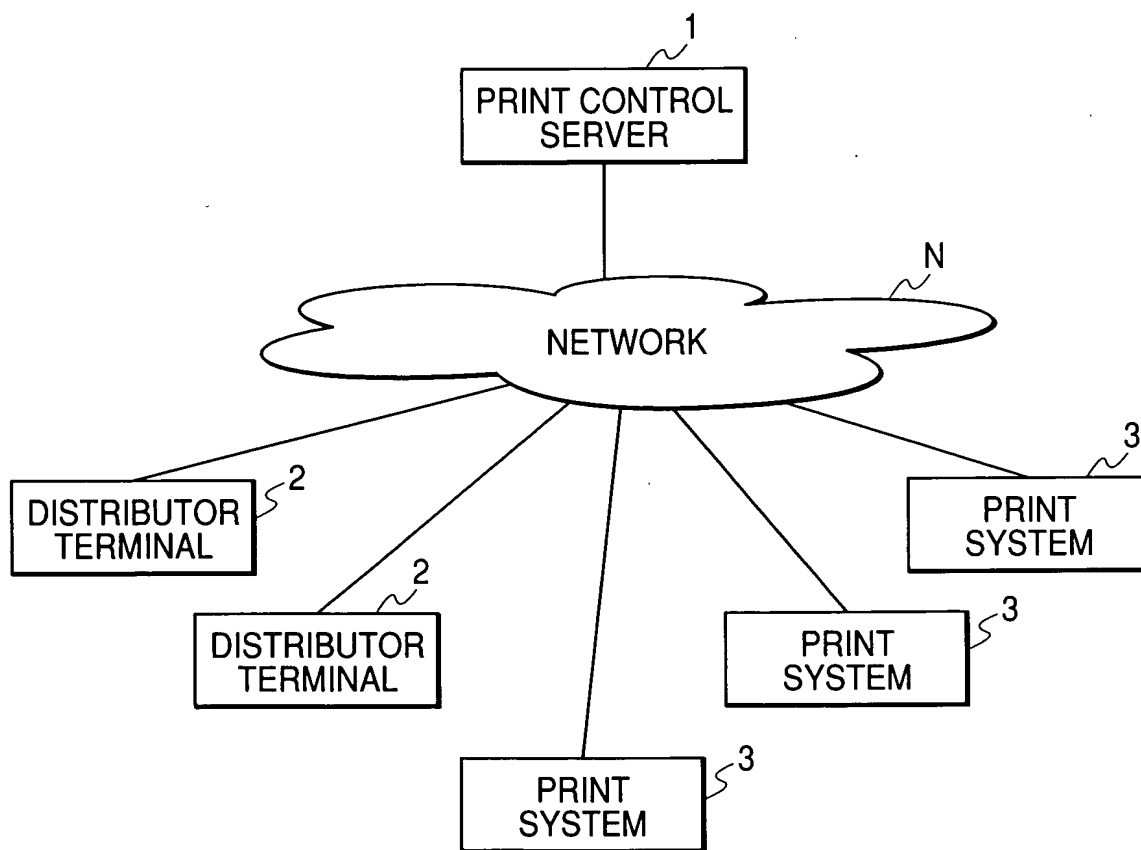 1
PRINT CONTROL
SERVER
N
NETWORK
2
DISTRIBUTOR
TERMINAL
3
PRINT
SYSTEM
2
DISTRIBUTOR
TERMINAL
3
PRINT
SYSTEM
3
PRINT
SYSTEM